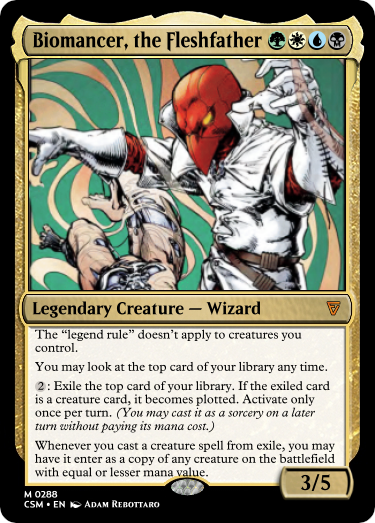 Biomancer, the Fleshfather
Legendary Creature — Wizard
The “legend rule” doesn’t apply to creatures you
control.
You may look at the top card of your library any time.
2: Exile the top card of your library. If the exiled card
is a creature card, it becomes plotted. Activate only
once per turn. (You may cast it as a sorcery on a later
turn without paying its mana cost.)
Whenever you cast a creature spell from exile, you may
have it enter as a copy of any creature on the battlefield
with equal or lesser mana value.
3/5
M 0288
CSM • EN Adam Rebottaro